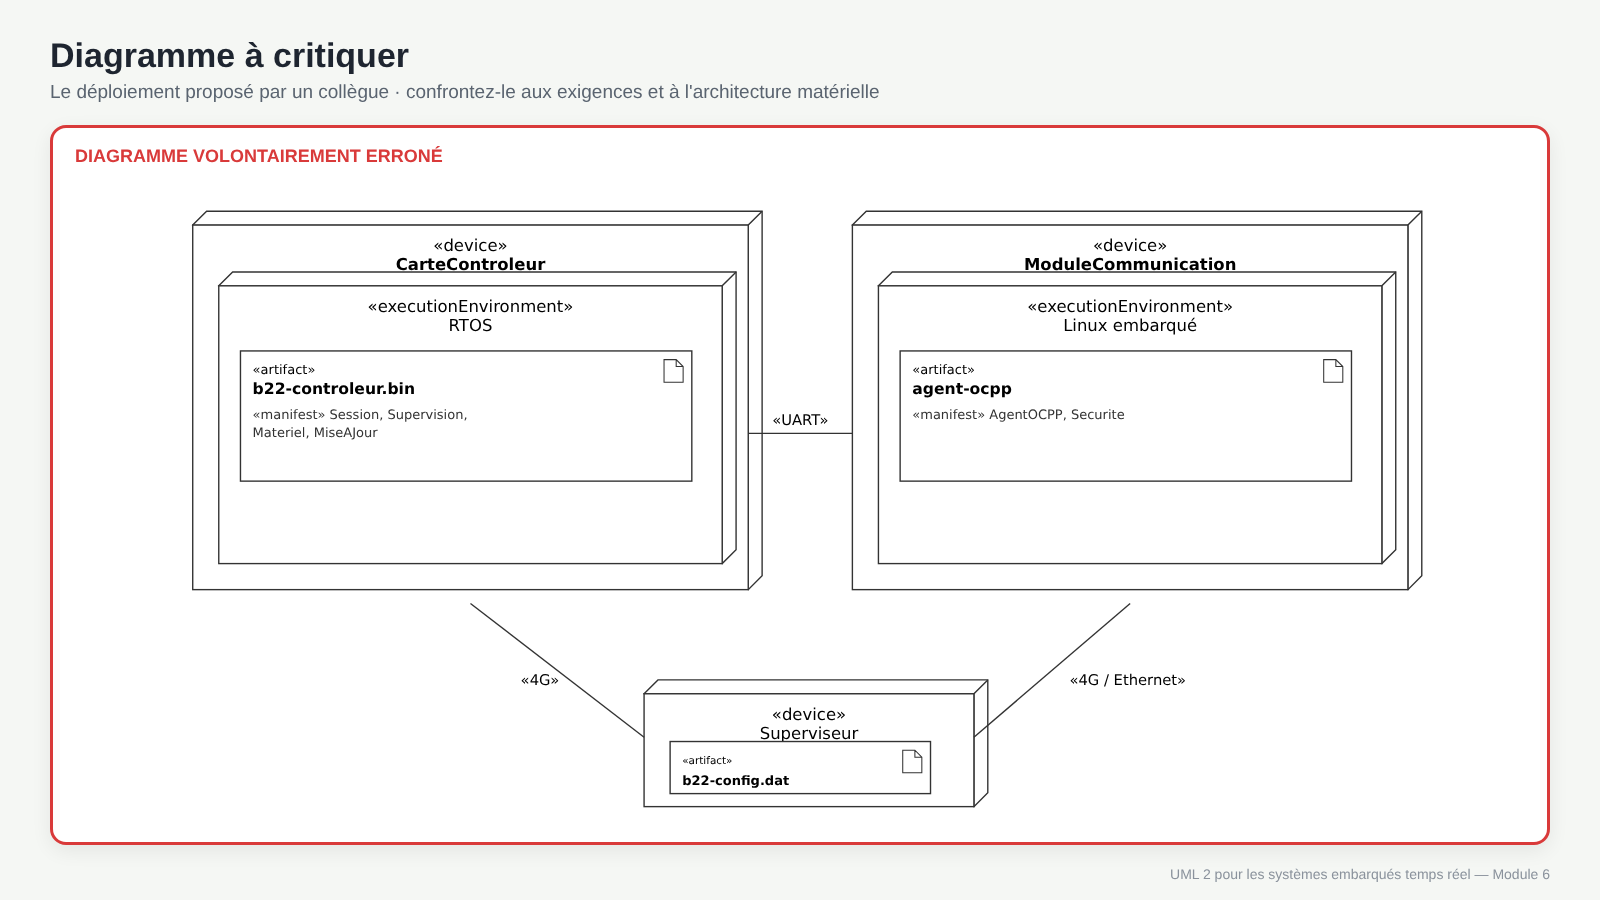 Diagramme à critiquer
Le déploiement proposé par un collègue · confrontez-le aux exigences et à l'architecture matérielle
DIAGRAMME VOLONTAIREMENT ERRONÉ
«device»
CarteControleur
«executionEnvironment»
RTOS
«artifact»
b22-controleur.bin
«manifest» Session, Supervision,
Materiel, MiseAJour
«UART»
«device»
ModuleCommunication
«executionEnvironment»
Linux embarqué
«artifact»
agent-ocpp
«manifest» AgentOCPP, Securite
«4G»
«4G / Ethernet»
«device»
Superviseur
«artifact»
b22-config.dat
UML 2 pour les systèmes embarqués temps réel — Module 6